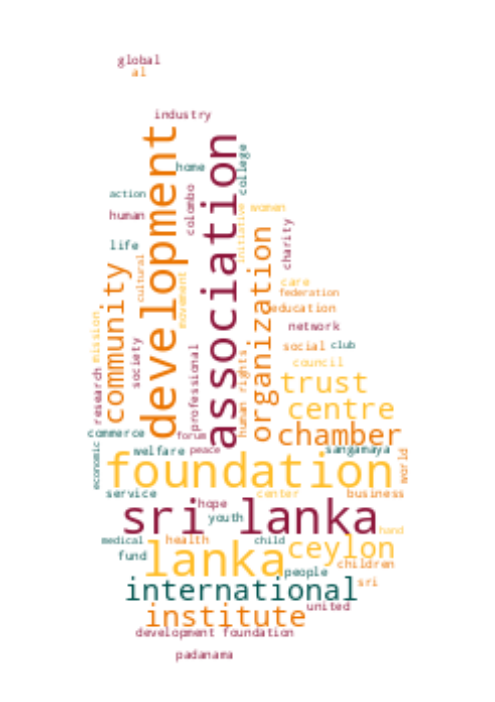 global
al
industry
development
association
home
college
action
colombo
human
women
initiative
charity
life
organization
cultural
community
movement
care
federation
education
mission
network
society
professional
social
club
human rights
council
research
trust
centre
commerce
forum
chamber
economic
welfare
peace
sangamaya
world
foundation
service
center
business
hope
sri lanka
youth
hand
medical
health
child
ceylon
lanka
fund
children
people
sri
international
united
institute
development foundation
padanama